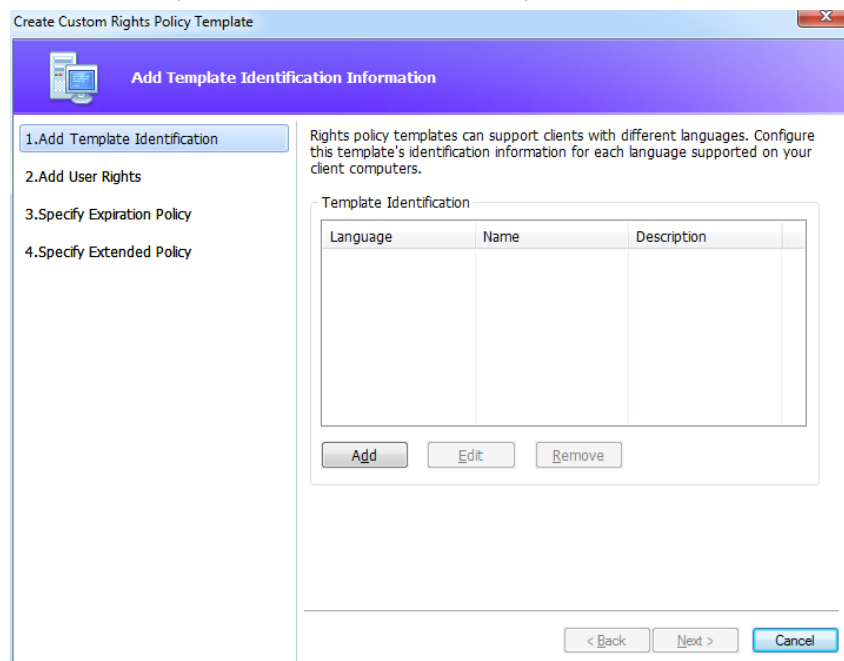 Create Custom Rights Policy Template
X
Add Template Identification Information
1.Add Template Identification
2.Add User Rights
3.Specify Expiration Policy
4.Specify Extended Policy
Rights policy templates can support clients with different languages. Configure
this template's identification information for each language supported on your
client computers.
Template Identification
Language Name Description
Add Edit Remove
< Back Next > Cancel